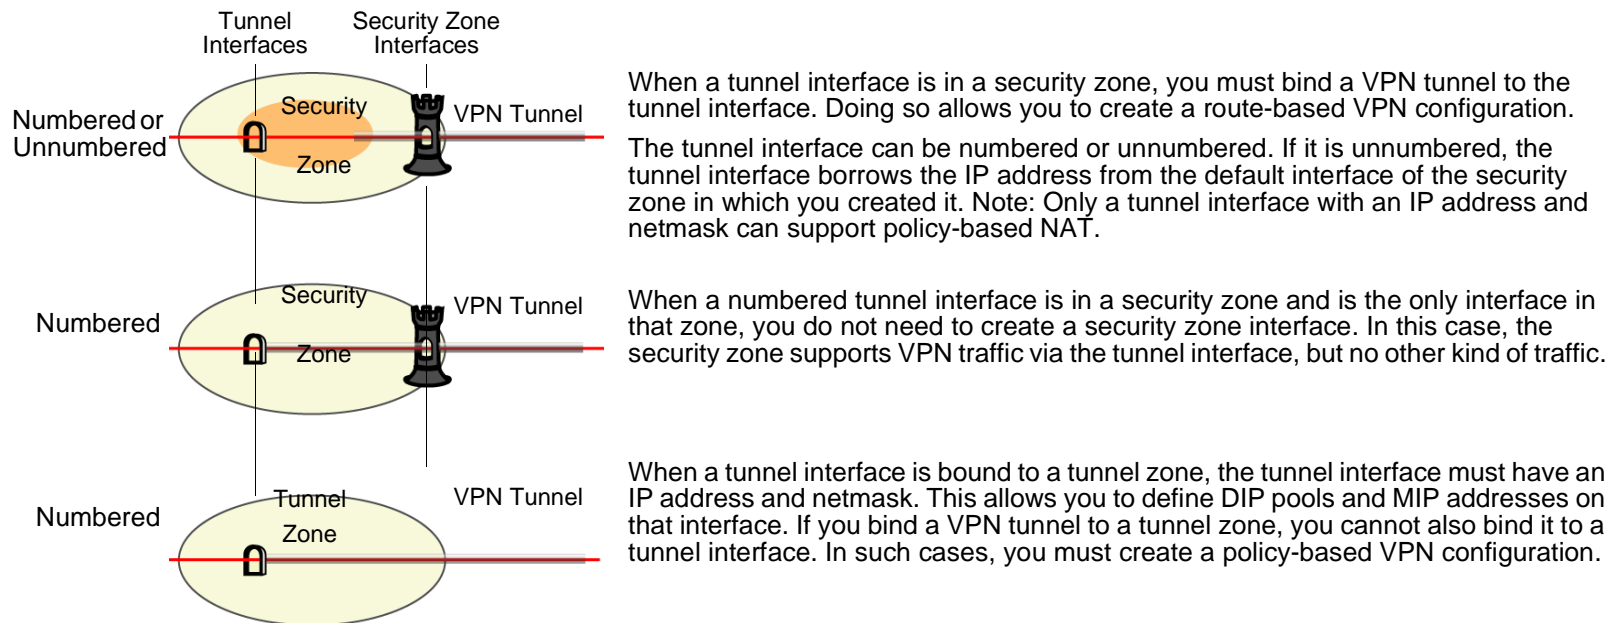 Tunnel
Interfaces
Security Zone
Interfaces
Numbered or
Unnumbered
Security
Zone
VPN Tunnel
When a tunnel interface is in a security zone, you must bind a VPN tunnel to the
tunnel interface. Doing so allows you to create a route-based VPN configuration.
The tunnel interface can be numbered or unnumbered. If it is unnumbered, the
tunnel interface borrows the IP address from the default interface of the security
zone in which you created it. Note: Only a tunnel interface with an IP address and
netmask can support policy-based NAT.
Numbered
Security
Zone
VPN Tunnel
When a numbered tunnel interface is in a security zone and is the only interface in
that zone, you do not need to create a security zone interface. In this case, the
security zone supports VPN traffic via the tunnel interface, but no other kind of traffic.
Numbered
Tunnel
Zone
VPN Tunnel
When a tunnel interface is bound to a tunnel zone, the tunnel interface must have an
IP address and netmask. This allows you to define DIP pools and MIP addresses on
that interface. If you bind a VPN tunnel to a tunnel zone, you cannot also bind it to a
tunnel interface. In such cases, you must create a policy-based VPN configuration.